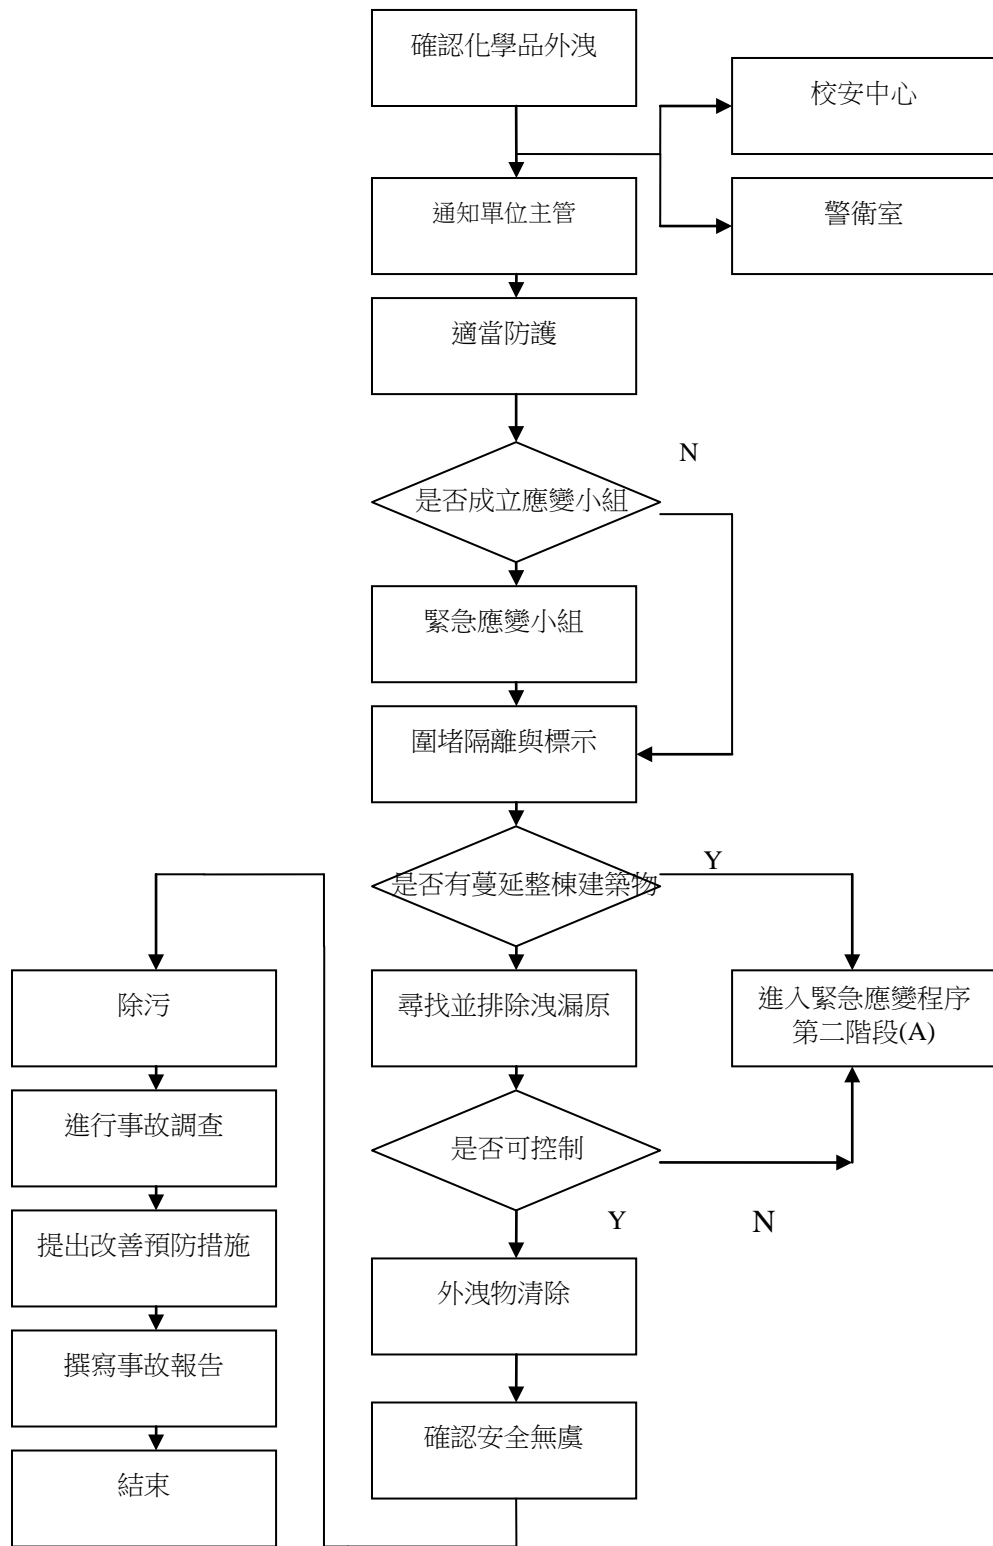 確認化學品外洩
校安中心
通知單位主管
警衛室
適當防護
N
是否成立應變小組
緊急應變小組
圍堵隔離與標示
Y
是否有蔓延整棟建築物
除污
尋找並排除洩漏原
進入緊急應變程序
第二階段(A)
進行事故調查
是否可控制
Y
N
提出改善預防措施
外洩物清除
撰寫事故報告
確認安全無虞
結束